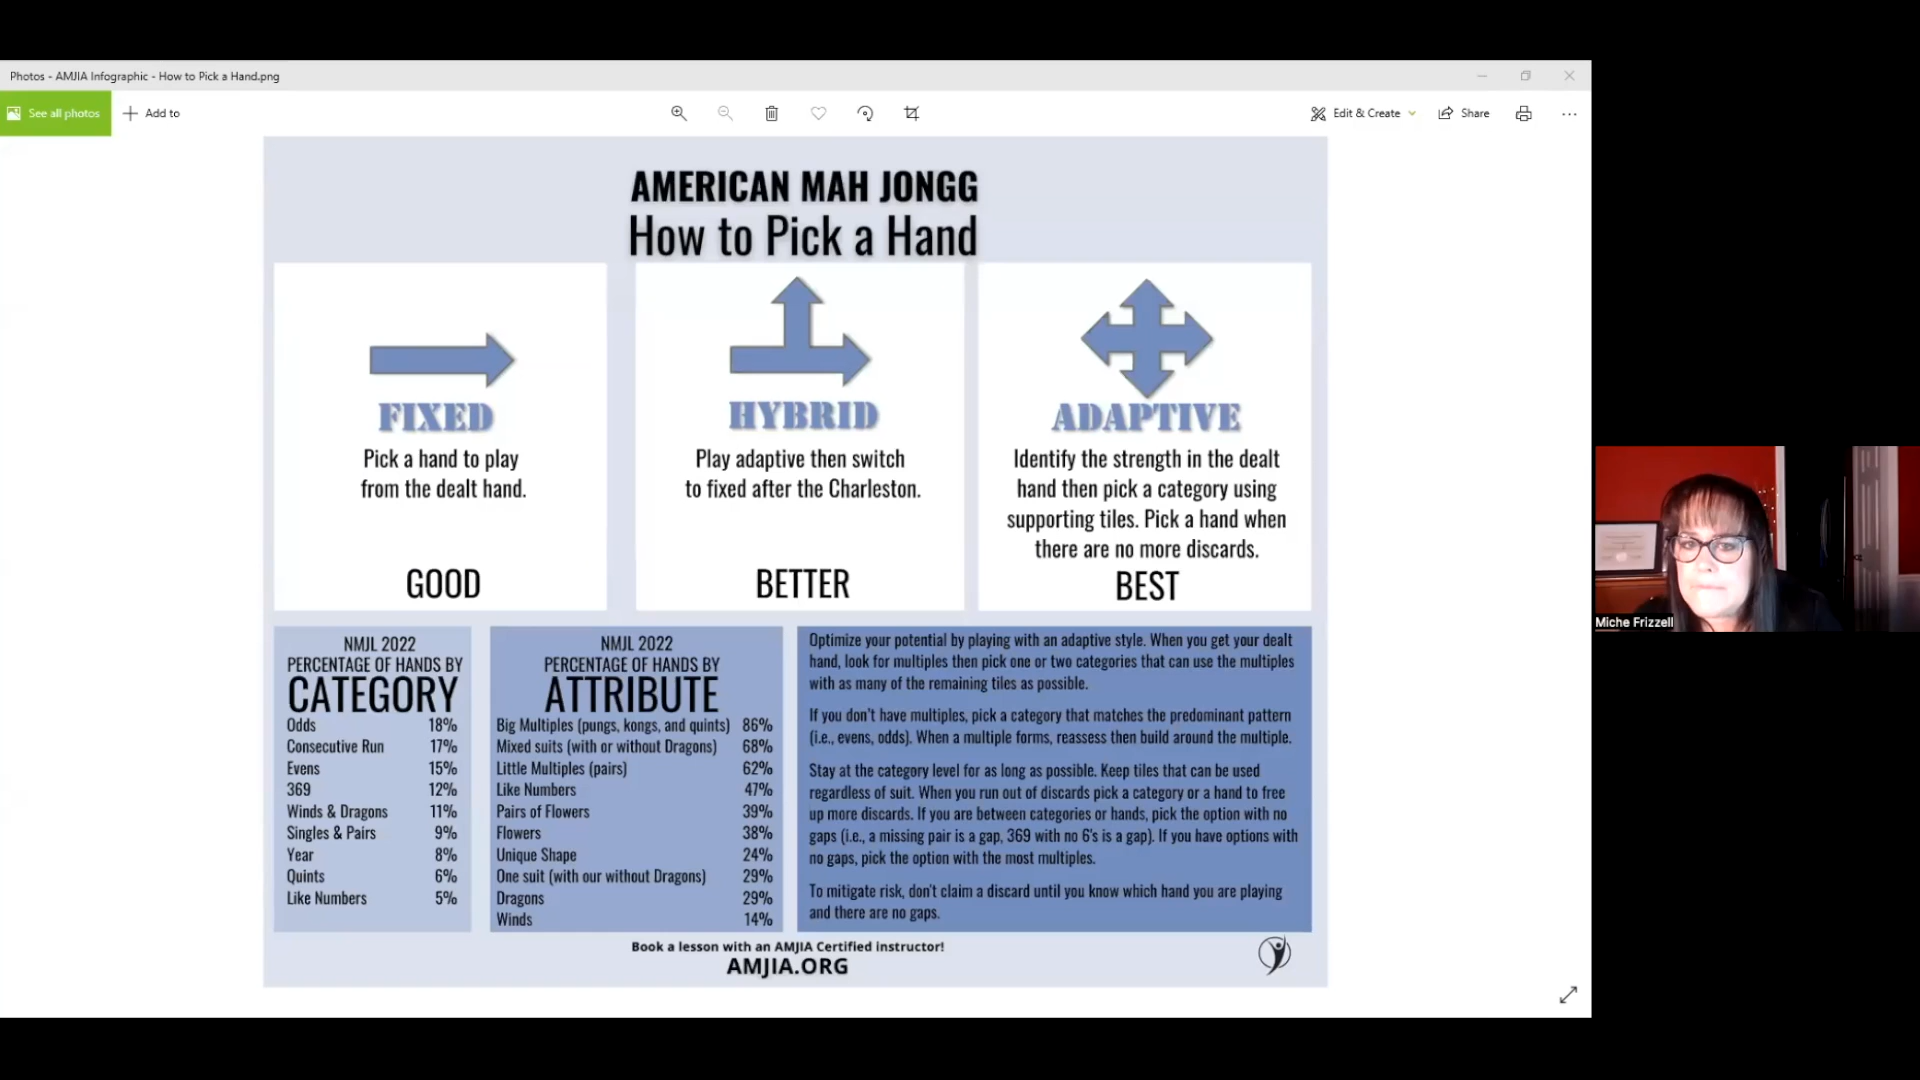 Photos - AMJIA Infographic - How to Pick a Hand.png
See all photos
Add to
Edit & Create
Share
AMERICAN MAH JONGG
How to Pick a Hand
FIXED
Pick a hand to play
from the dealt hand.
GOOD
HYBRID
Play adaptive then switch
to fixed after the Charleston.
BETTER
ADAPTIVE
Identify the strength in the dealt
hand then pick a category using
supporting tiles. Pick a hand when
there are no more discards.
BEST
NMJL 2022
PERCENTAGE OF HANDS BY
CATEGORY
Odds 18%
Consecutive Run 17%
Evens 15%
369 12%
Winds & Dragons 11%
Singles & Pairs 9%
Year 8%
Quints 6%
Like Numbers 5%
NMJL 2022
PERCENTAGE OF HANDS BY
ATTRIBUTE
Big Multiples (pungs, kongs, and quints) 86%
Mixed suits (with or without Dragons) 68%
Little Multiples (pairs) 62%
Like Numbers 47%
Pairs of Flowers 39%
Flowers 38%
Unique Shape 24%
One suit (with our without Dragons) 29%
Dragons 29%
Winds 14%
Optimize your potential by playing with an adaptive style. When you get your dealt
hand, look for multiples then pick one or two categories that can use the multiples
with as many of the remaining tiles as possible.
If you don't have multiples, pick a category that matches the predominant pattern
(i.e., evens, odds). When a multiple forms, reassess then build around the multiple.
Stay at the category level for as long as possible. Keep tiles that can be used
regardless of suit. When you run out of discards pick a category or a hand to free
up more discards. If you are between categories or hands, pick the option with no
gaps (i.e., a missing pair is a gap, 369 with no 6's is a gap). If you have options with
no gaps, pick the option with the most multiples.
To mitigate risk, don't claim a discard until you know which hand you are playing
and there are no gaps.
Book a lesson with an AMJIA Certified instructor!
AMJIA.ORG
Miche Frizzell